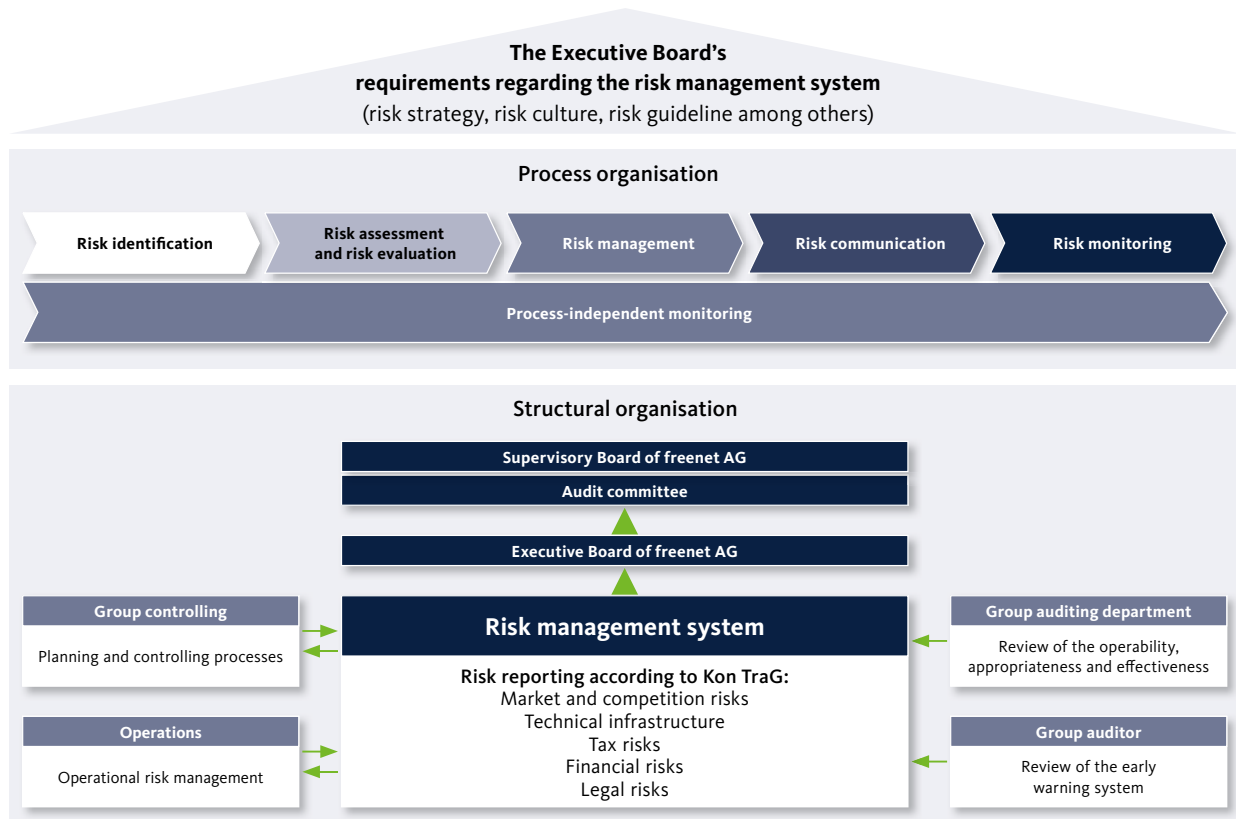 The Executive Board's
requirements regarding the risk management system
(risk strategy, risk culture, risk guideline among others)
Process organisation
Risk identification
Risk assessment
and risk evaluation
Risk management
Risk communication
Risk monitoring
Process-independent monitoring
Structural organisation
Supervisory Board of freenet AG
Audit committee
Executive Board of freenet AG
Group controlling
Planning and controlling processes
Operations
Operational risk management
Risk management system
Risk reporting according to Kon TraG:
Market and competition risks
Technical infrastructure
Tax risks
Financial risks
Legal risks
Group auditing department
Review of the operability,
appropriateness and effectiveness
Group auditor
Review of the early
warning system